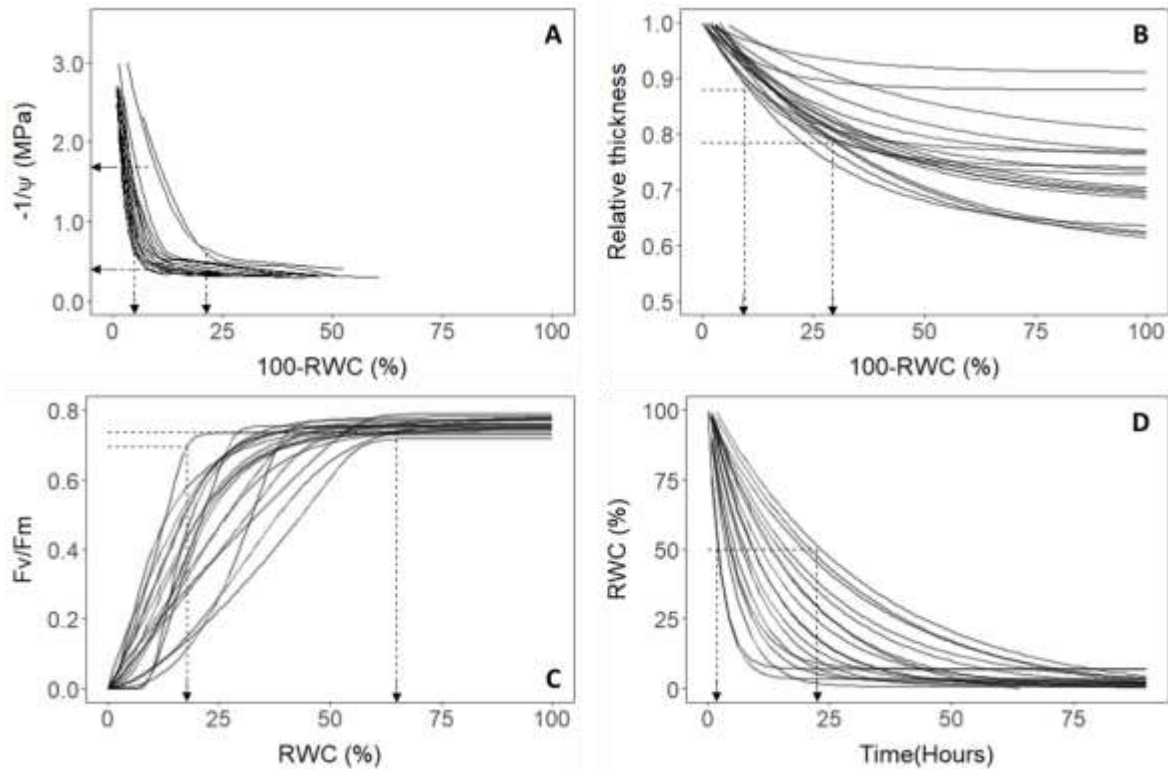 A
-1/ψ (MPa)
3.0
2.0
1.0
0.0
0 25 50 75 100
100-RWC (%)
B
Relative thickness
1.0
0.9
0.8
0.7
0.6
0.5
0 25 50 75 100
100-RWC (%)
C
Fv/Fm
0.8
0.6
0.4
0.2
0.0
0 25 50 75 100
RWC (%)
D
RWC (%)
100
75
50
25
0
0 25 50 75
Time(Hours)